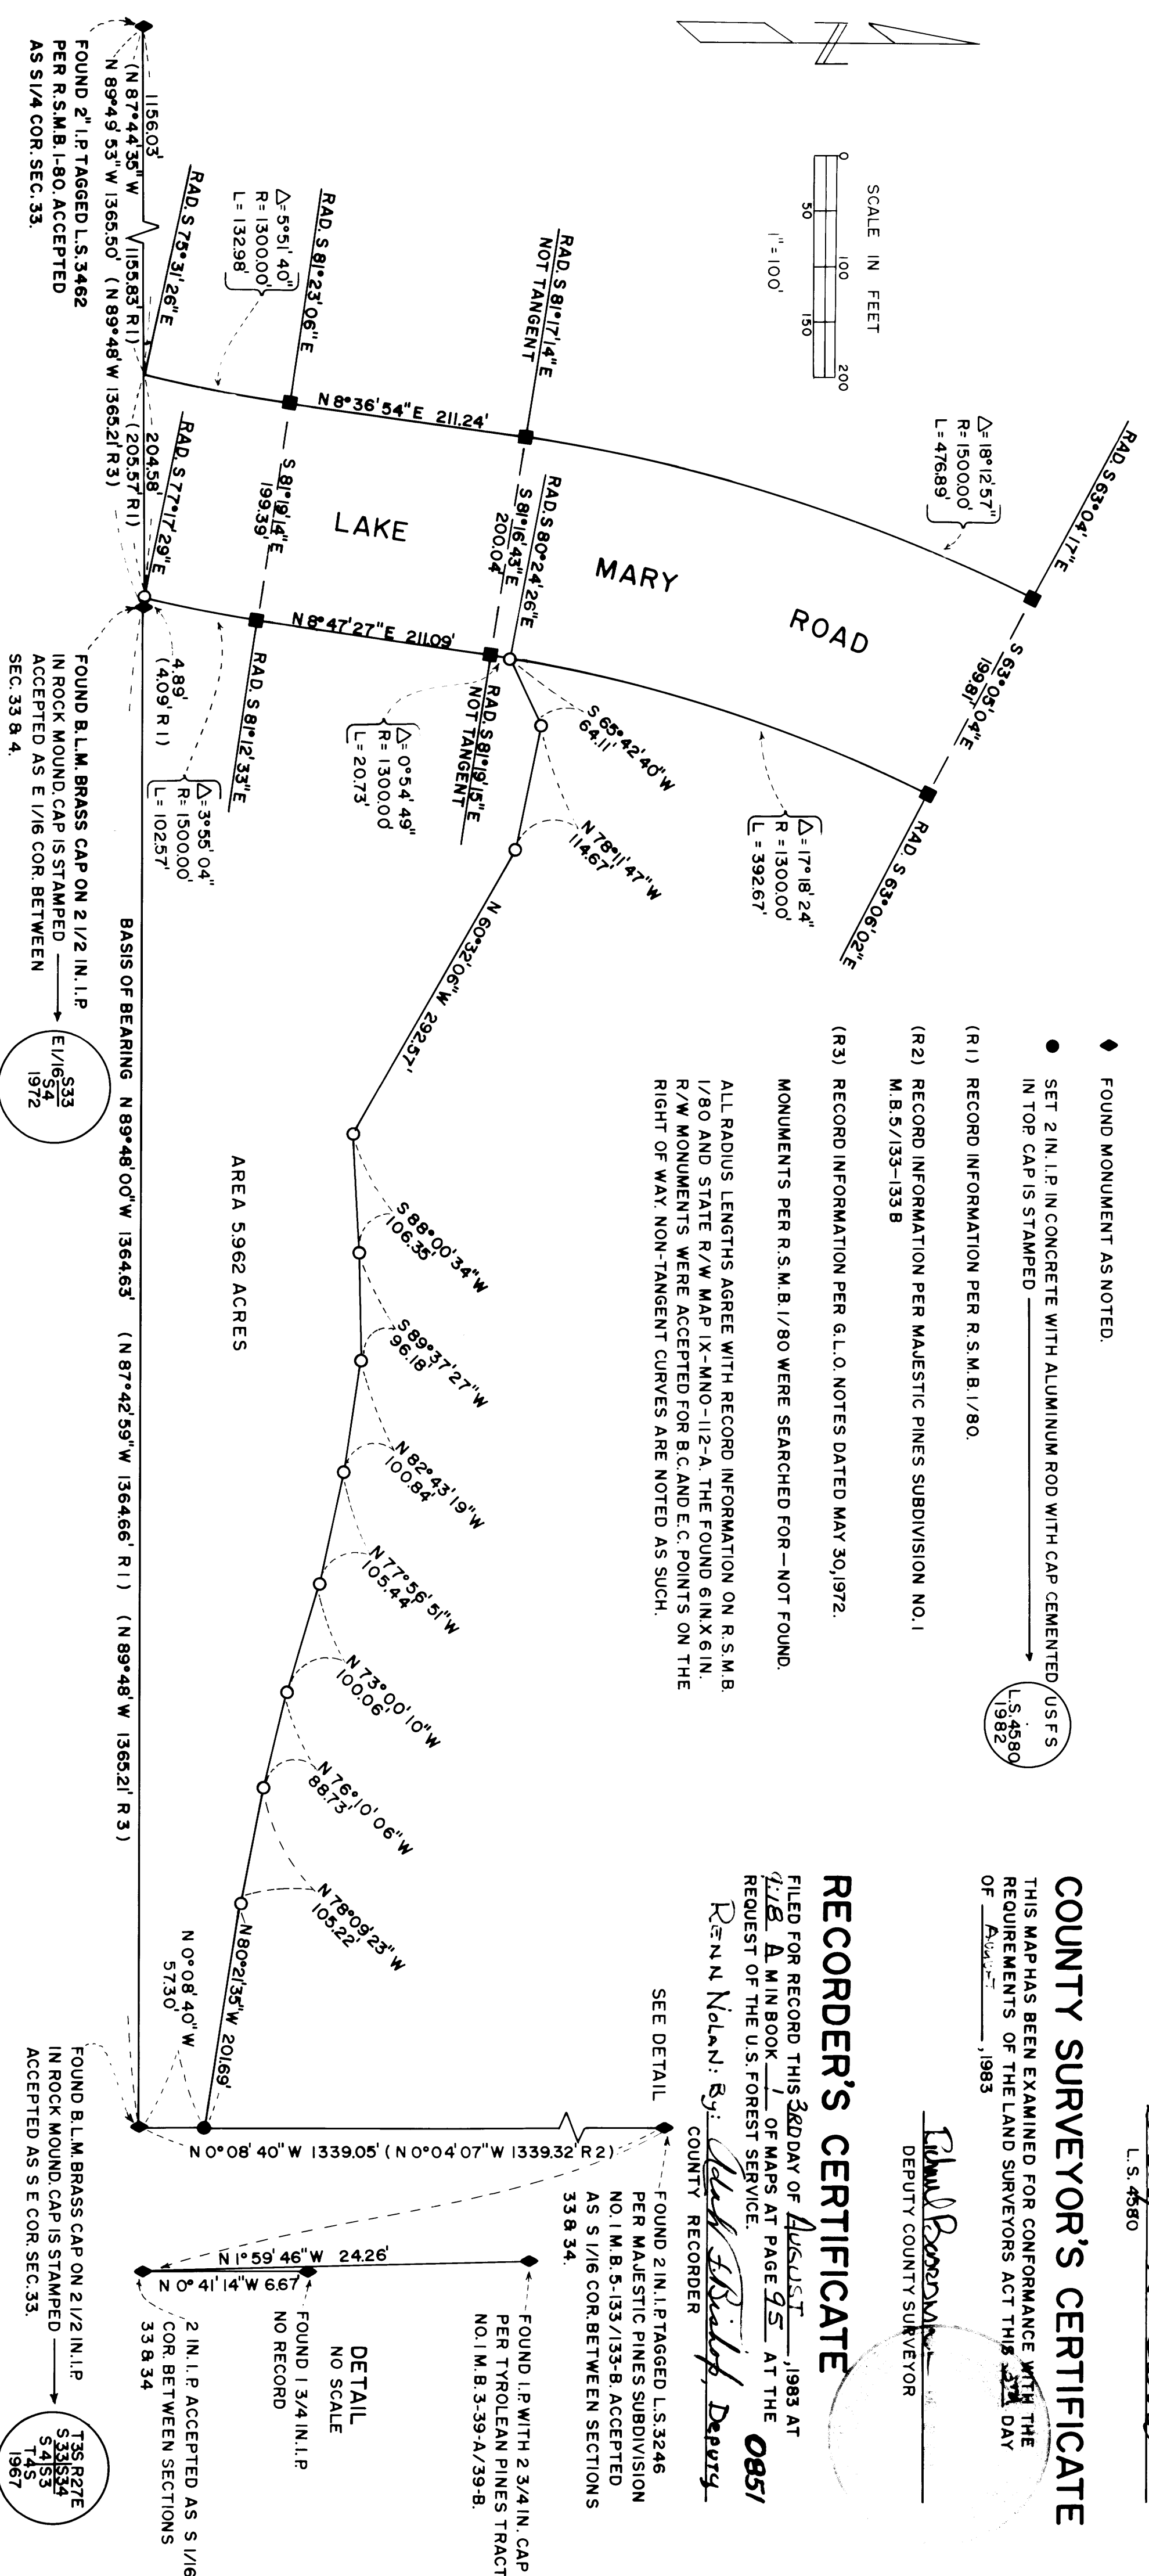 SCALE IN FEET
0 50 100 150 200
1" = 100'
◆ FOUND MONUMENT AS NOTED.
● SET 2 IN. I.P. IN CONCRETE WITH ALUMINUM ROD WITH CAP CEMENTED
IN TOP. CAP IS STAMPED
USFS
L.S. 4580
1982
(R1) RECORD INFORMATION PER R.S.M.B. 1/80.
(R2) RECORD INFORMATION PER MAJESTIC PINES SUBDIVISION NO. 1
M.B. 5/133-133 B
(R3) RECORD INFORMATION PER G.L.O. NOTES DATED MAY 30, 1972.
MONUMENTS PER R.S.M.B. 1/80 WERE SEARCHED FOR—NOT FOUND.
ALL RADIUS LENGTHS AGREE WITH RECORD INFORMATION ON R.S.M.B.
1/80 AND STATE R/W MAP IX-MNO-112-A. THE FOUND 6 IN. X 6 IN.
R/W MONUMENTS WERE ACCEPTED FOR B.C. AND E.C. POINTS ON THE
RIGHT OF WAY. NON-TANGENT CURVES ARE NOTED AS SUCH.
L.S. 4580
COUNTY SURVEYOR'S CERTIFICATE
THIS MAP HAS BEEN EXAMINED FOR CONFORMANCE WITH THE
REQUIREMENTS OF THE LAND SURVEYORS ACT THIS DAY
OF August, 1983
DEPUTY COUNTY SURVEYOR
RECORDER'S CERTIFICATE
FILED FOR RECORD THIS 3RD DAY OF AUGUST, 1983 AT
9:18 A M IN BOOK 1 OF MAPS AT PAGE 95 AT THE
REQUEST OF THE U.S. FOREST SERVICE.
0851
RENN NOLAN: By: Bishop, Deputy
COUNTY RECORDER
RAD. S 63°04'17"E
S 63°05'04"E
199.81'
RAD. S 63°06'02"E
△= 18°12'57"
R= 1500.00'
L= 476.89'
△= 17°18'24"
R = 1300.00'
L = 392.67'
LAKE MARY ROAD
RAD. S 81°17'14"E
NOT TANGENT
S 81°16'43"E
200.04'
RAD. S 80°24'26"E
RAD. S 81°19'15"E
NOT TANGENT
△= 0°54'49"
R = 1300.00'
L = 20.73'
N 8°36'54"E 211.24'
N 8°47'27"E 211.09'
RAD. S 81°23'06"E
S 81°19'14"E
199.39'
RAD. S 81°12'33"E
△= 5°51'40"
R= 1300.00'
L = 132.98'
△= 3°55'04"
R= 1500.00'
L= 102.57'
RAD. S 75°31'26"E
RAD. S 77°17'29"E
1156.03'
204.58'
(N 87°44'35"W 1155.83' R1)
(205.57' R1)
N 89°49'53"W 1365.50' (N 89°48'W 1365.21' R3)
FOUND 2" I.P. TAGGED L.S. 3462
PER R.S.M.B. 1-80. ACCEPTED
AS S 1/4 COR. SEC. 33.
4.89'
(4.09' R1)
FOUND B.L.M. BRASS CAP ON 2 1/2 IN. I.P.
IN ROCK MOUND. CAP IS STAMPED
ACCEPTED AS E 1/16 COR. BETWEEN
SEC. 33 & 4.
E 1/16 S33
S4
1972
S 65°42'40"W
64.11'
N 78°11'47"W
114.67'
N 60°32'06"W 292.57'
S 88°00'34"W
106.35'
S 89°37'27"W
96.18'
N 82°43'19"W
100.84'
N 77°56'51"W
105.44'
N 73°00'10"W
100.06'
N 76°10'06"W
88.73'
N 78°09'23"W
105.22'
N 80°21'35"W 201.69'
N 0°08'40"W
57.30'
AREA 5.962 ACRES
BASIS OF BEARING N 89°48'00"W 1364.63' (N 87°42'59"W 1364.66' R1) (N 89°48'W 1365.21' R3)
SEE DETAIL
N 0°08'40"W 1339.05' (N 0°04'07"W 1339.32' R2)
FOUND 2 IN. I.P. TAGGED L.S. 3246
PER MAJESTIC PINES SUBDIVISION
NO. 1 M.B. 5-133/133-B. ACCEPTED
AS S 1/16 COR. BETWEEN SECTIONS
33 & 34.
FOUND I.P. WITH 2 3/4 IN. CAP
PER TYROLEAN PINES TRACT
NO. 1 M.B. 3-39-A/39-B.
N 1°59'46"W 24.26'
N 0°41'14"W 6.67'
DETAIL
NO SCALE
FOUND 1 3/4 IN. I.P.
NO RECORD
2 IN. I.P. ACCEPTED AS S 1/16
COR. BETWEEN SECTIONS
33 & 34
FOUND B.L.M. BRASS CAP ON 2 1/2 IN. I.P.
IN ROCK MOUND. CAP IS STAMPED
ACCEPTED AS S E COR. SEC. 33.
T3S R27E
S33|S34
S4|S3
T4S
1967